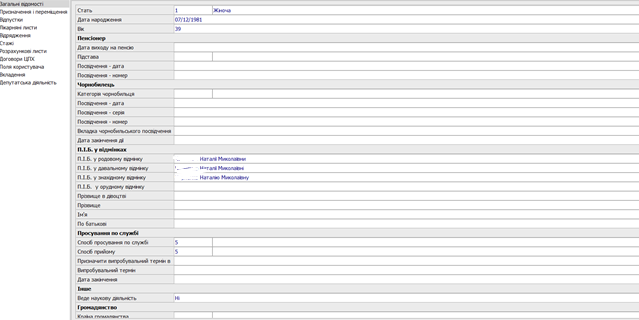 Загальні відомості
Призначення і переміщення
Відпустки
Лікарняні листи
Відрядження
Стажі
Розрахункові листи
Договори ЦПХ
Поля користувача
Вкладення
Депутатська діяльність
Стать 1 Жіноча
Дата народження 07/12/1981
Вік 39
Пенсіонер
Дата виходу на пенсію
Підстава
Посвідчення - дата
Посвідчення - номер
Чорнобилець
Категорія чорнобильця
Посвідчення - дата
Посвідчення - серія
Посвідчення - номер
Вкладка чорнобильського посвідчення
Дата закінчення дії
П.І.Б. у відмінках
П.І.Б. у родовому відмінку Наталії Миколаївни
П.І.Б. у давальному відмінку Наталії Миколаївні
П.І.Б. у знахідному відмінку Наталію Миколаївну
П.І.Б. у орудному відмінку
Прізвище в двоцтві
Прізвище
Ім'я
По батькові
Просування по службі
Спосіб просування по службі 5
Спосіб прийому 5
Призначити випробувальний термін в
Випробувальний термін
Дата закінчення
Інше
Веде наукову діяльність Ні
Громадянство
Країна громадянства